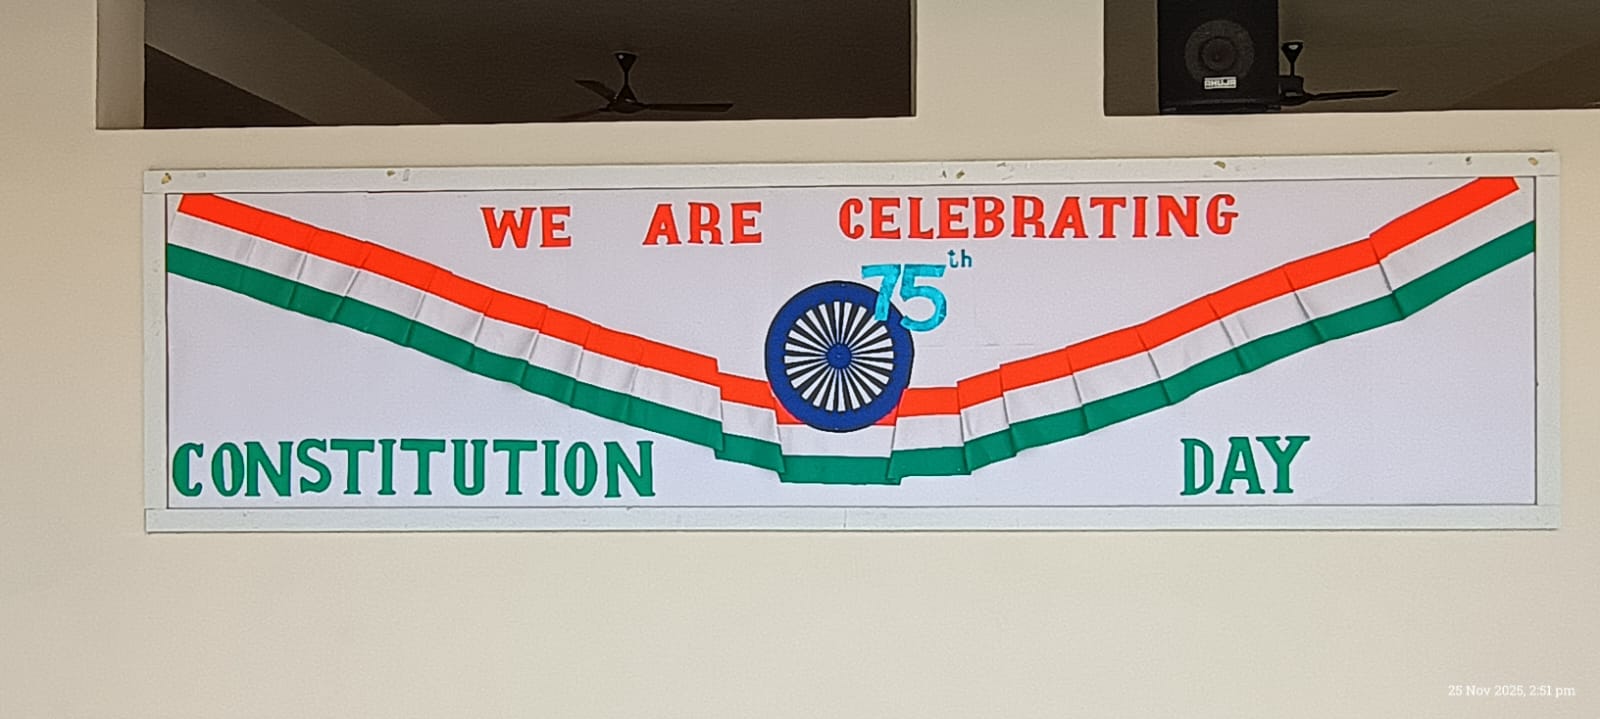 AHUJA
WE ARE CELEBRATING
75th
CONSTITUTION DAY
25 Nov 2025, 2:51 pm